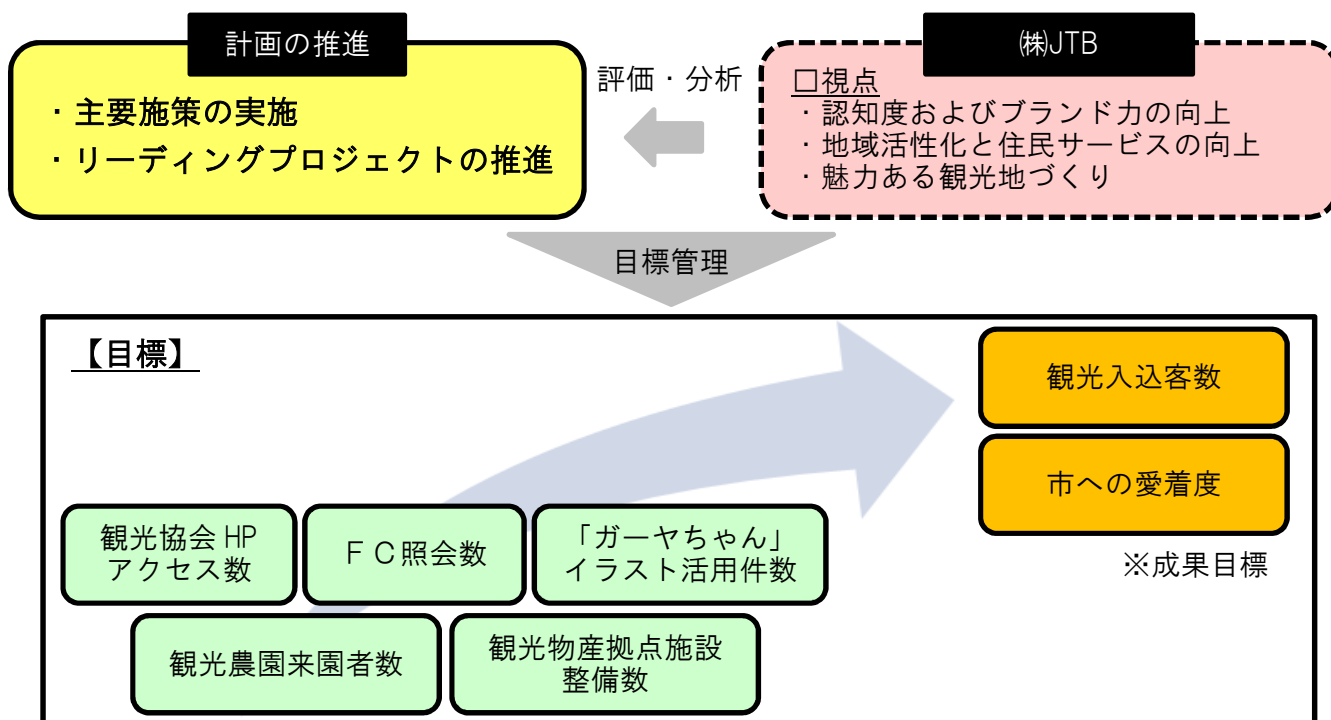 計画の推進
・主要施策の実施
・リーディングプロジェクトの推進
評価・分析
㈱JTB
□視点
・認知度およびブランド力の向上
・地域活性化と住民サービスの向上
・魅力ある観光地づくり
目標管理
【目標】
観光入込客数
市への愛着度
※成果目標
観光協会 HP
アクセス数
ＦＣ照会数
「ガーヤちゃん」
イラスト活用件数
観光農園来園者数
観光物産拠点施設
整備数